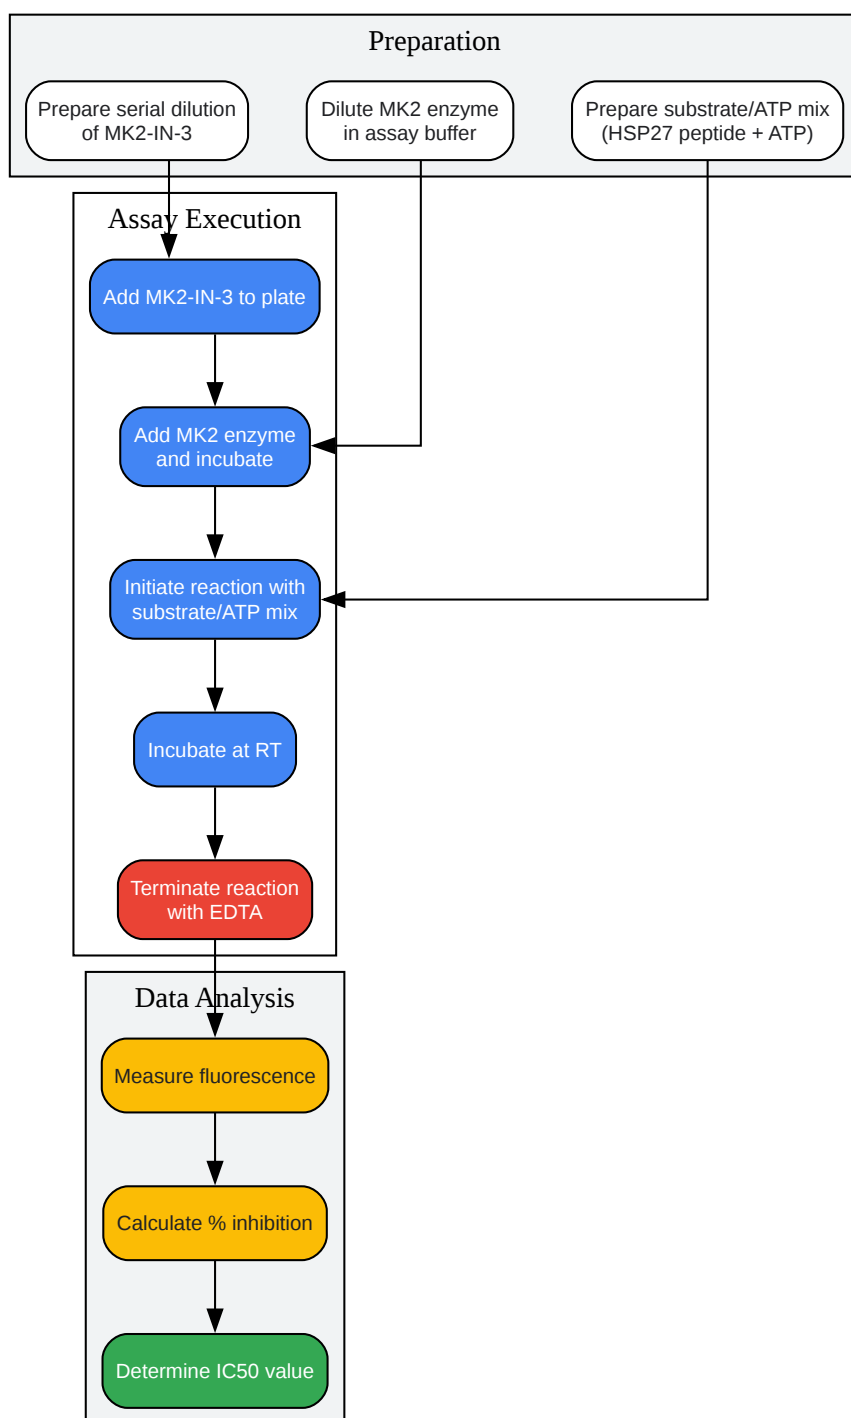 Preparation
Prepare serial dilution
of MK2-IN-3
Dilute MK2 enzyme
in assay buffer
Prepare substrate/ATP mix
(HSP27 peptide + ATP)
Assay Execution
Add MK2-IN-3 to plate
Add MK2 enzyme
and incubate
Initiate reaction with
substrate/ATP mix
Incubate at RT
Terminate reaction
with EDTA
Data Analysis
Measure fluorescence
Calculate % inhibition
Determine IC50 value